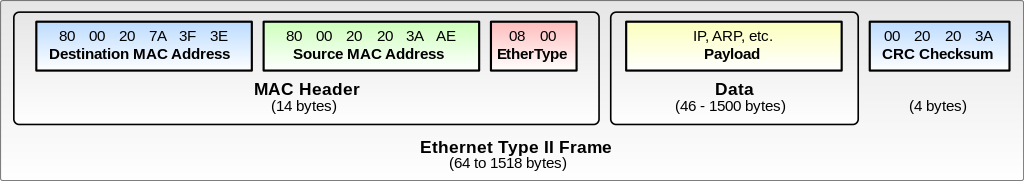 80 00 20 7A 3F 3E
Destination MAC Address
80 00 20 20 3A AE
Source MAC Address
08 00
EtherType
MAC Header
(14 bytes)
IP, ARP, etc.
Payload
Data
(46 - 1500 bytes)
00 20 20 3A
CRC Checksum
(4 byte)
Ethernet Type II Frame
(64 to 1518 bytes)